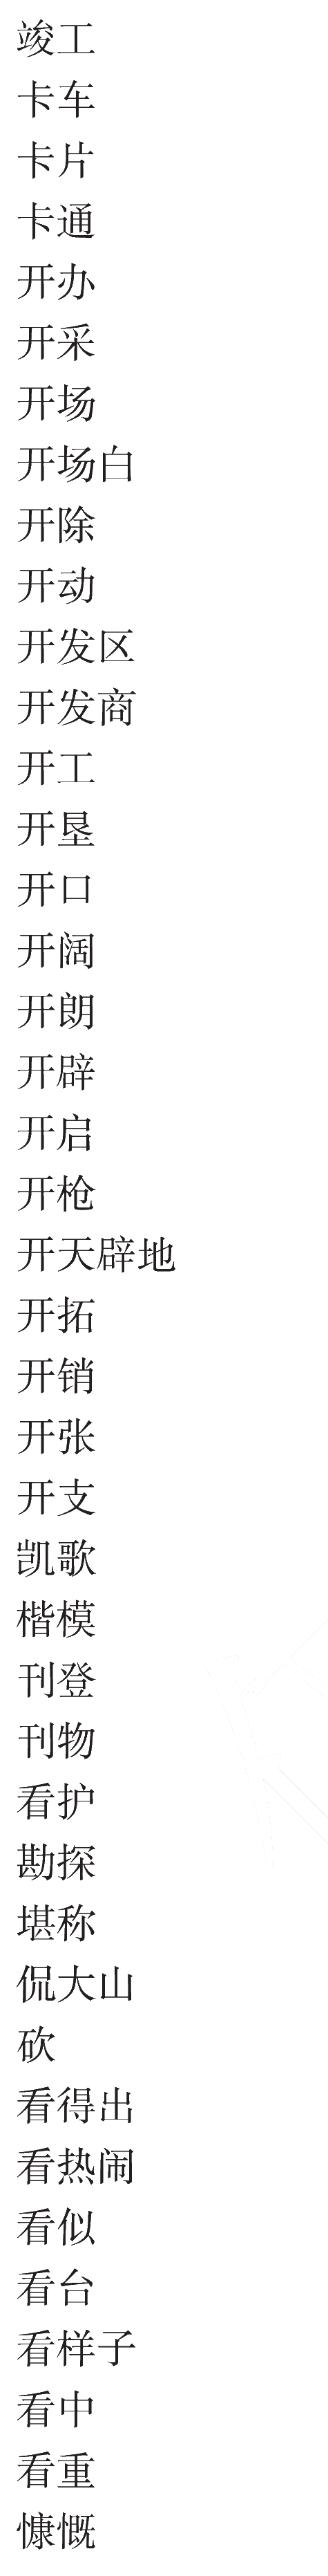 竣工
卡车
卡片
卡通
开办
开采
开场
开场白
开除
开动
开发区
开发商
开工
开垦
开口
开阔
开朗
开辟
开启
开枪
开天辟地
开拓
开销
开张
开支
凯歌
楷模
刊登
刊物
看护
勘探
堪称
侃大山
砍
看得出
看热闹
看似
看台
看样子
看中
看重
慷慨